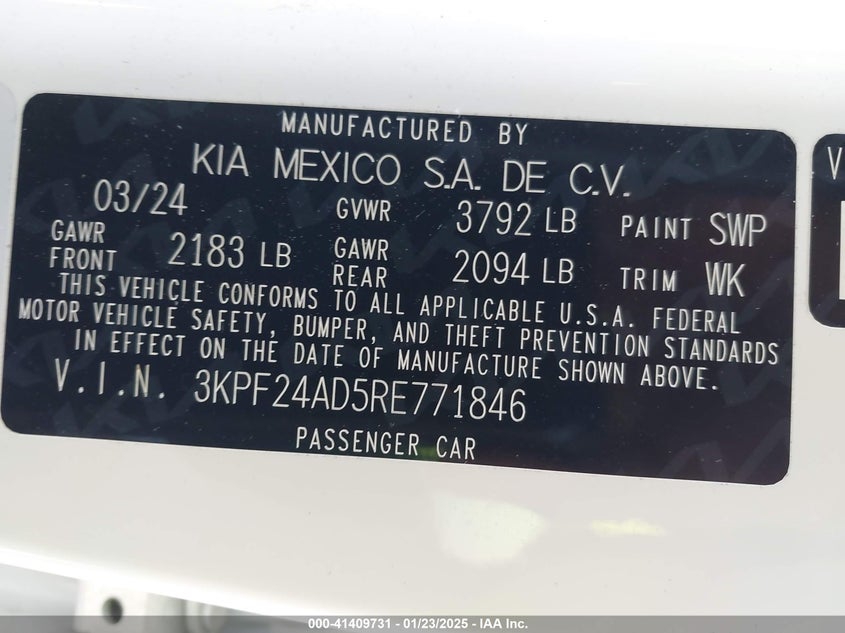 MANUFACTURED BY
KIA MEXICO S.A. DE C.V.
03/24 GVWR 3792 LB PAINT SWP
GAWR FRONT 2183 LB GAWR REAR 2094 LB TRIM WK
THIS VEHICLE CONFORMS TO ALL APPLICABLE U.S.A. FEDERAL
MOTOR VEHICLE SAFETY, BUMPER, AND THEFT PREVENTION STANDARDS
IN EFFECT ON THE DATE OF MANUFACTURE SHOWN ABOVE.
V.I.N. 3KPF24AD5RE771846
PASSENGER CAR
V
000-41409731 - 01/23/2025 - IAA Inc.